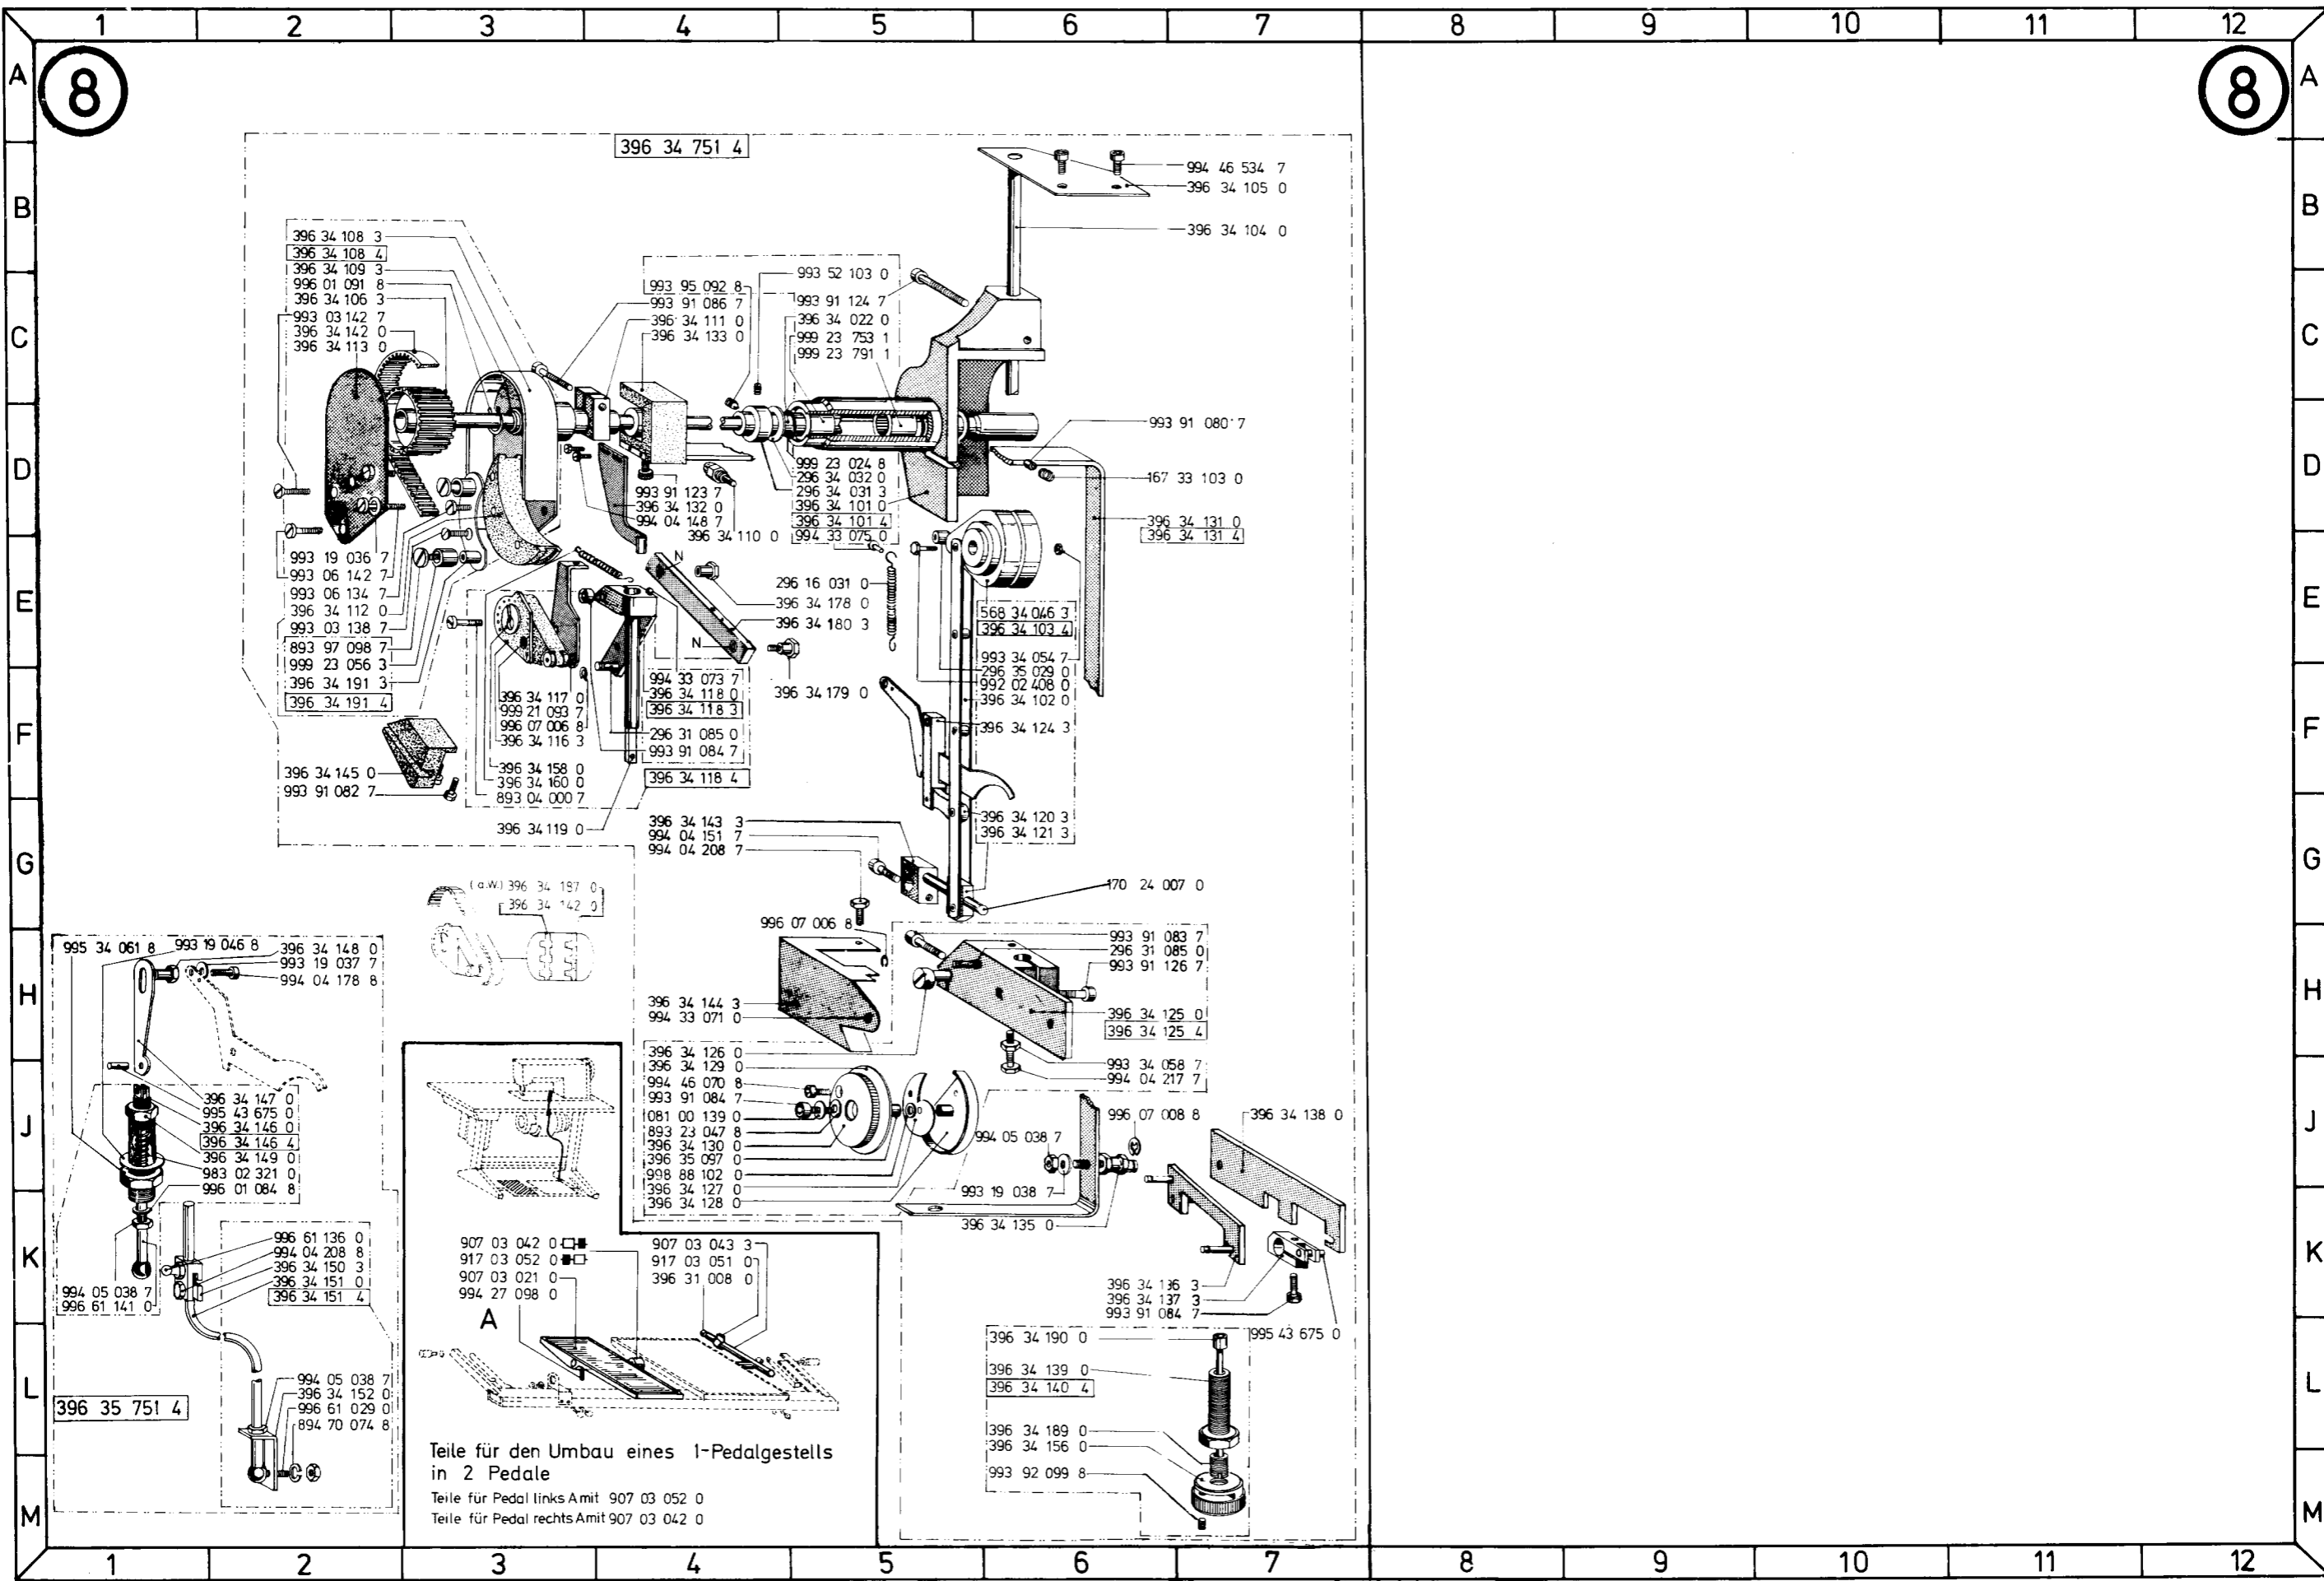 1 2 3 4 5 6 7 8 9 10 11 12
A 8 8 A
B B
C C
D D
E E
F F
G G
H H
J J
K K
L L
M M
396 34 751 4
994 46 534 7
396 34 105 0
396 34 104 0
396 34 108 3
396 34 108 4
396 34 109 3
996 01 091 8
396 34 106 3
993 03 142 7
396 34 142 0
396 34 113 0
993 95 092 8
993 91 086 7
396 34 111 0
396 34 133 0
993 52 103 0
993 91 124 7
396 34 022 0
999 23 753 1
999 23 791 1
993 91 080 7
167 33 103 0
396 34 131 0
396 34 131 4
999 23 024 8
296 34 032 0
296 34 031 3
396 34 101 0
396 34 101 4
994 33 075 0
993 91 123 7
396 34 132 0
994 04 148 7
396 34 110 0
993 19 036 7
993 06 142 7
993 06 134 7
396 34 112 0
993 03 138 7
893 97 098 7
999 23 056 3
396 34 191 3
396 34 191 4
N
N
296 16 031 0
396 34 178 0
396 34 180 3
396 34 179 0
568 34 046 3
396 34 103 4
993 34 054 7
296 35 029 0
992 02 408 0
396 34 102 0
396 34 124 3
396 34 120 3
396 34 121 3
994 33 073 7
396 34 118 0
396 34 118 3
296 31 085 0
993 91 084 7
396 34 118 4
396 34 117 0
999 21 093 7
996 07 006 8
396 34 116 3
396 34 158 0
396 34 160 0
893 04 000 7
396 34 119 0
396 34 145 0
993 91 082 7
396 34 143 3
994 04 151 7
994 04 208 7
170 24 007 0
(a.W.) 396 34 187 0
396 34 142 0
996 07 006 8
993 91 083 7
296 31 085 0
993 91 126 7
396 34 125 0
396 34 125 4
993 34 058 7
994 04 217 7
396 34 144 3
994 33 071 0
995 34 061 8
993 19 046 8
396 34 148 0
993 19 037 7
994 04 178 8
396 34 147 0
995 43 675 0
396 34 146 0
396 34 146 4
396 34 149 0
983 02 321 0
996 01 084 8
396 34 126 0
396 34 129 0
994 46 070 8
993 91 084 7
081 00 139 0
893 23 047 8
396 34 130 0
396 35 097 0
998 88 102 0
396 34 127 0
396 34 128 0
994 05 038 7
996 07 008 8
396 34 138 0
993 19 038 7
396 34 135 0
996 61 136 0
994 04 208 8
396 34 150 3
396 34 151 0
396 34 151 4
994 05 038 7
996 61 141 0
907 03 042 0
917 03 052 0
907 03 021 0
994 27 098 0
907 03 043 3
917 03 051 0
396 31 008 0
A
396 34 136 3
396 34 137 3
993 91 084 7
995 43 675 0
396 34 190 0
396 34 139 0
396 34 140 4
396 34 189 0
396 34 156 0
993 92 099 8
994 05 038 7
396 34 152 0
996 61 029 0
894 70 074 8
396 35 751 4
Teile für den Umbau eines 1-Pedalgestells
in 2 Pedale
Teile für Pedal links A mit 907 03 052 0
Teile für Pedal rechts A mit 907 03 042 0
1 2 3 4 5 6 7 8 9 10 11 12